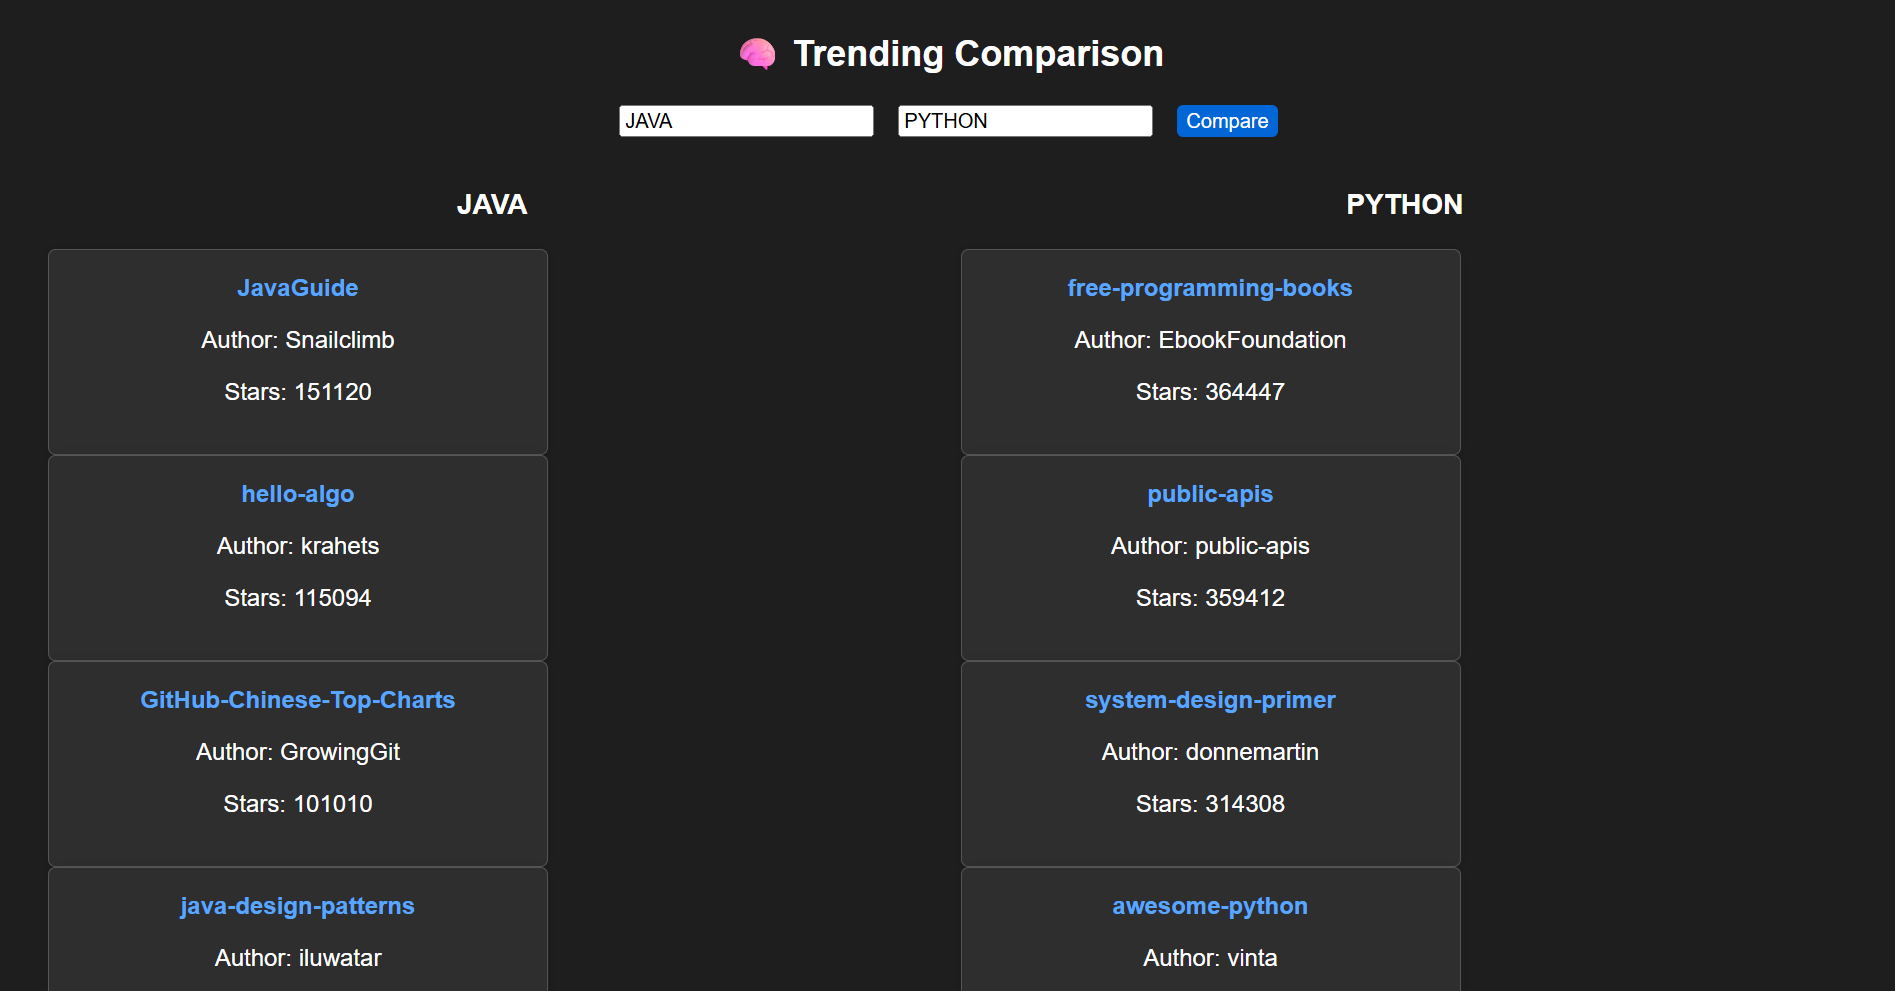 Trending Comparison
JAVA PYTHON Compare
JAVA
JavaGuide
Author: Snailclimb
Stars: 151120
hello-algo
Author: krahets
Stars: 115094
GitHub-Chinese-Top-Charts
Author: GrowingGit
Stars: 101010
java-design-patterns
Author: iluwatar
PYTHON
free-programming-books
Author: EbookFoundation
Stars: 364447
public-apis
Author: public-apis
Stars: 359412
system-design-primer
Author: donnemartin
Stars: 314308
awesome-python
Author: vinta